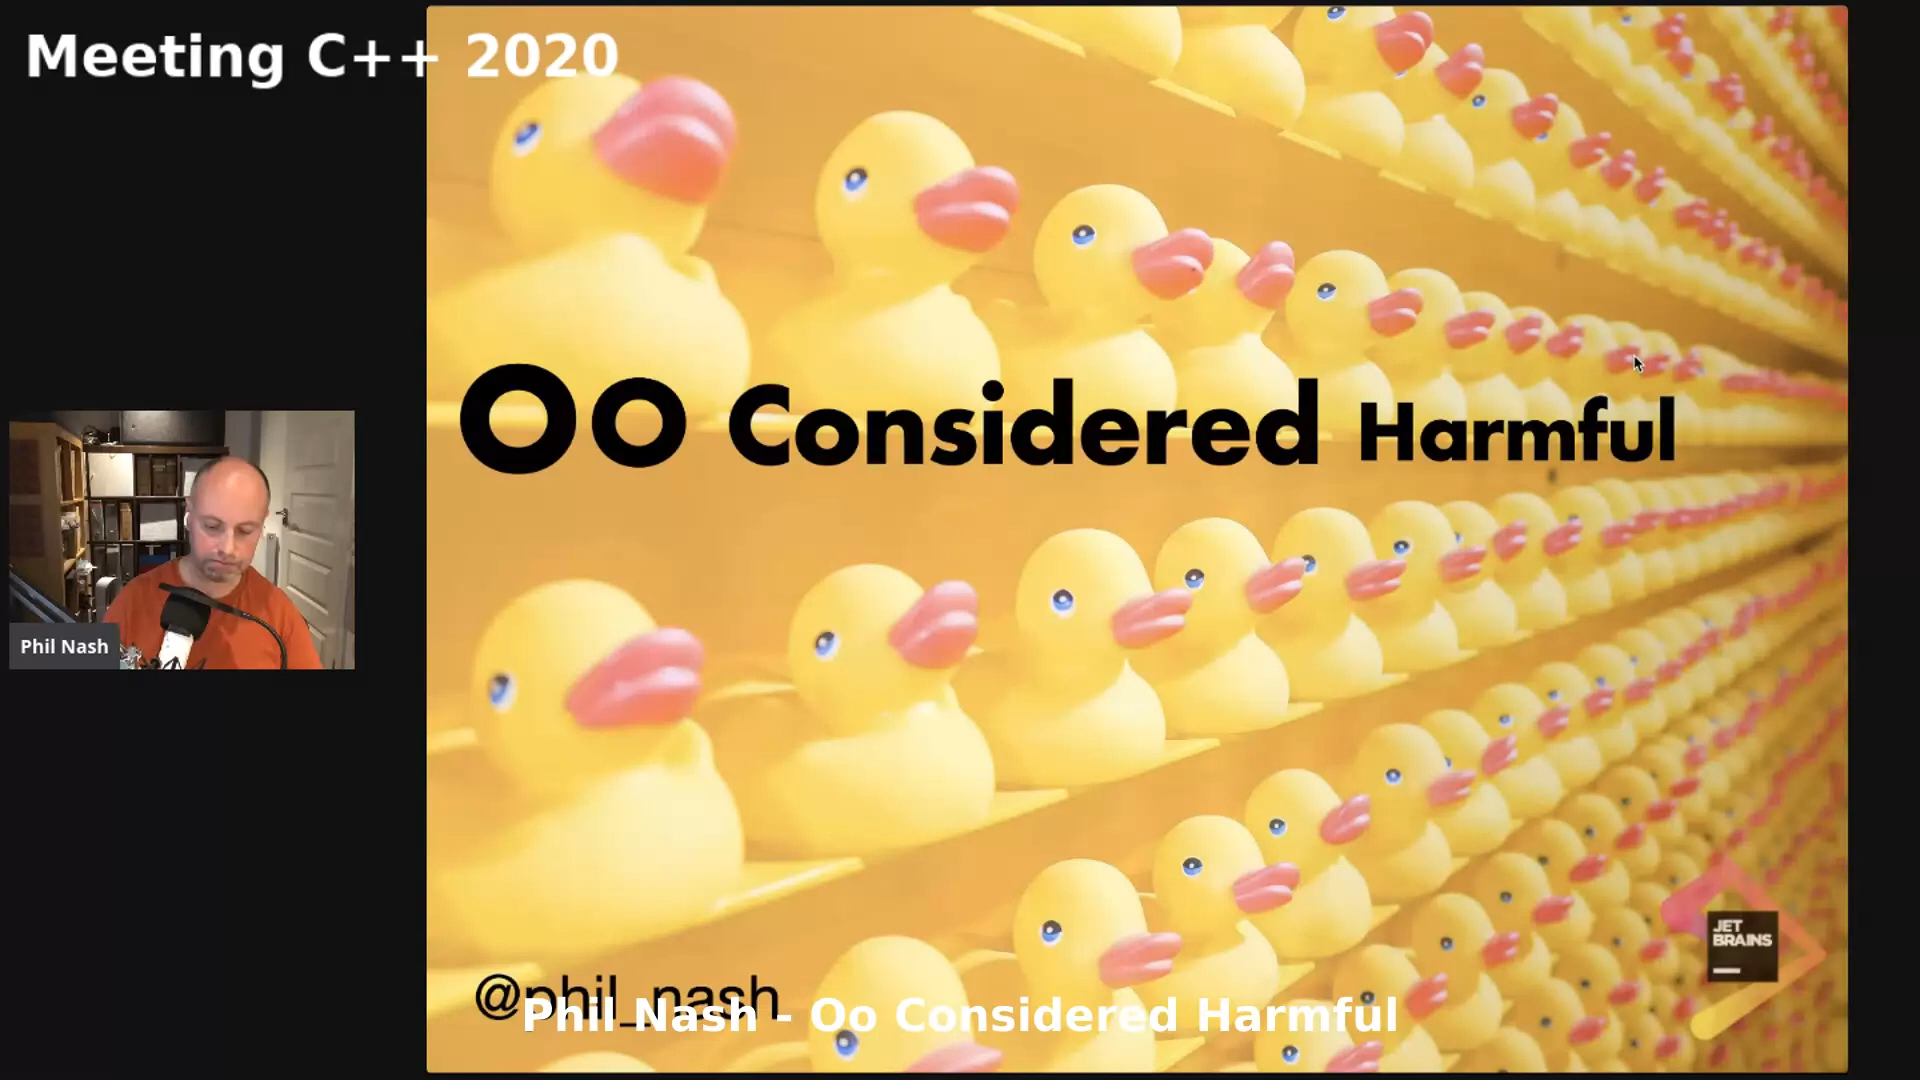 Meeting C++ 2020
Oo Considered Harmful
Phil Nash
JET
BRAINS
@phil_nash
Phil Nash - Oo Considered Harmful